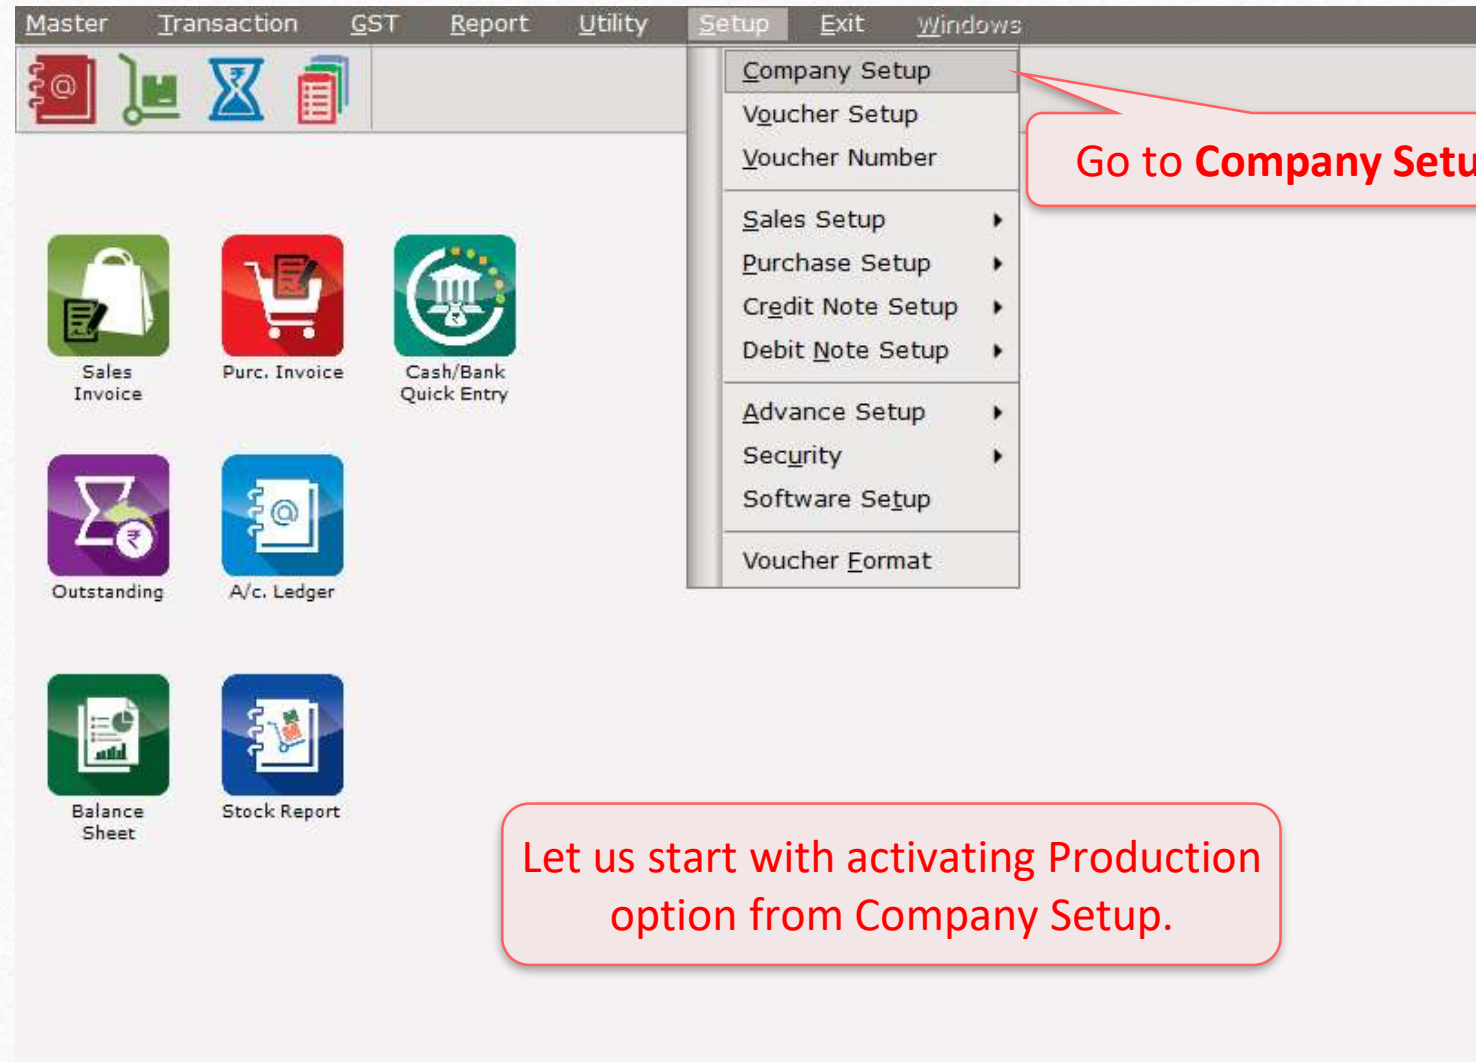 Master Transaction GST Report Utility Setup Exit Windows
Company Setup
Voucher Setup
Voucher Number
Go to Company Setu
Sales Setup
Purchase Setup
Credit Note Setup
Debit Note Setup
Advance Setup
Security
Software Setup
Voucher Format
Sales
Invoice
Purc. Invoice
Cash/Bank
Quick Entry
Outstanding
A/c. Ledger
Balance
Sheet
Stock Report
Let us start with activating Production
option from Company Setup.